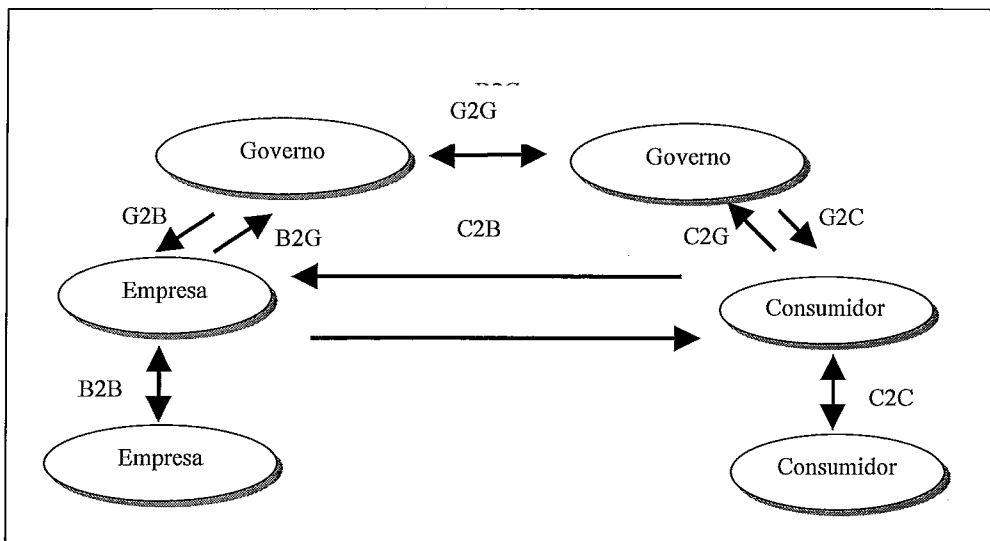 G2G
Governo
Governo
G2B
B2G
C2B
C2G
G2C
Empresa
Consumidor
B2B
C2C
Empresa
Consumidor